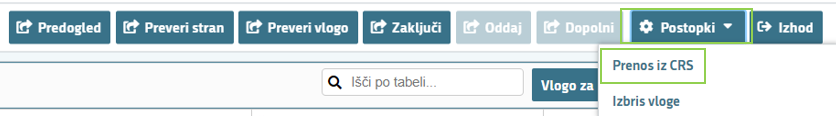 Predogled Preveri stran Preveri vlogo Zaključi Oddaj Dopolni Postopki Izhod
Prenos iz CRS
Išči po tabeli... Vlogo za
Izbris vloge